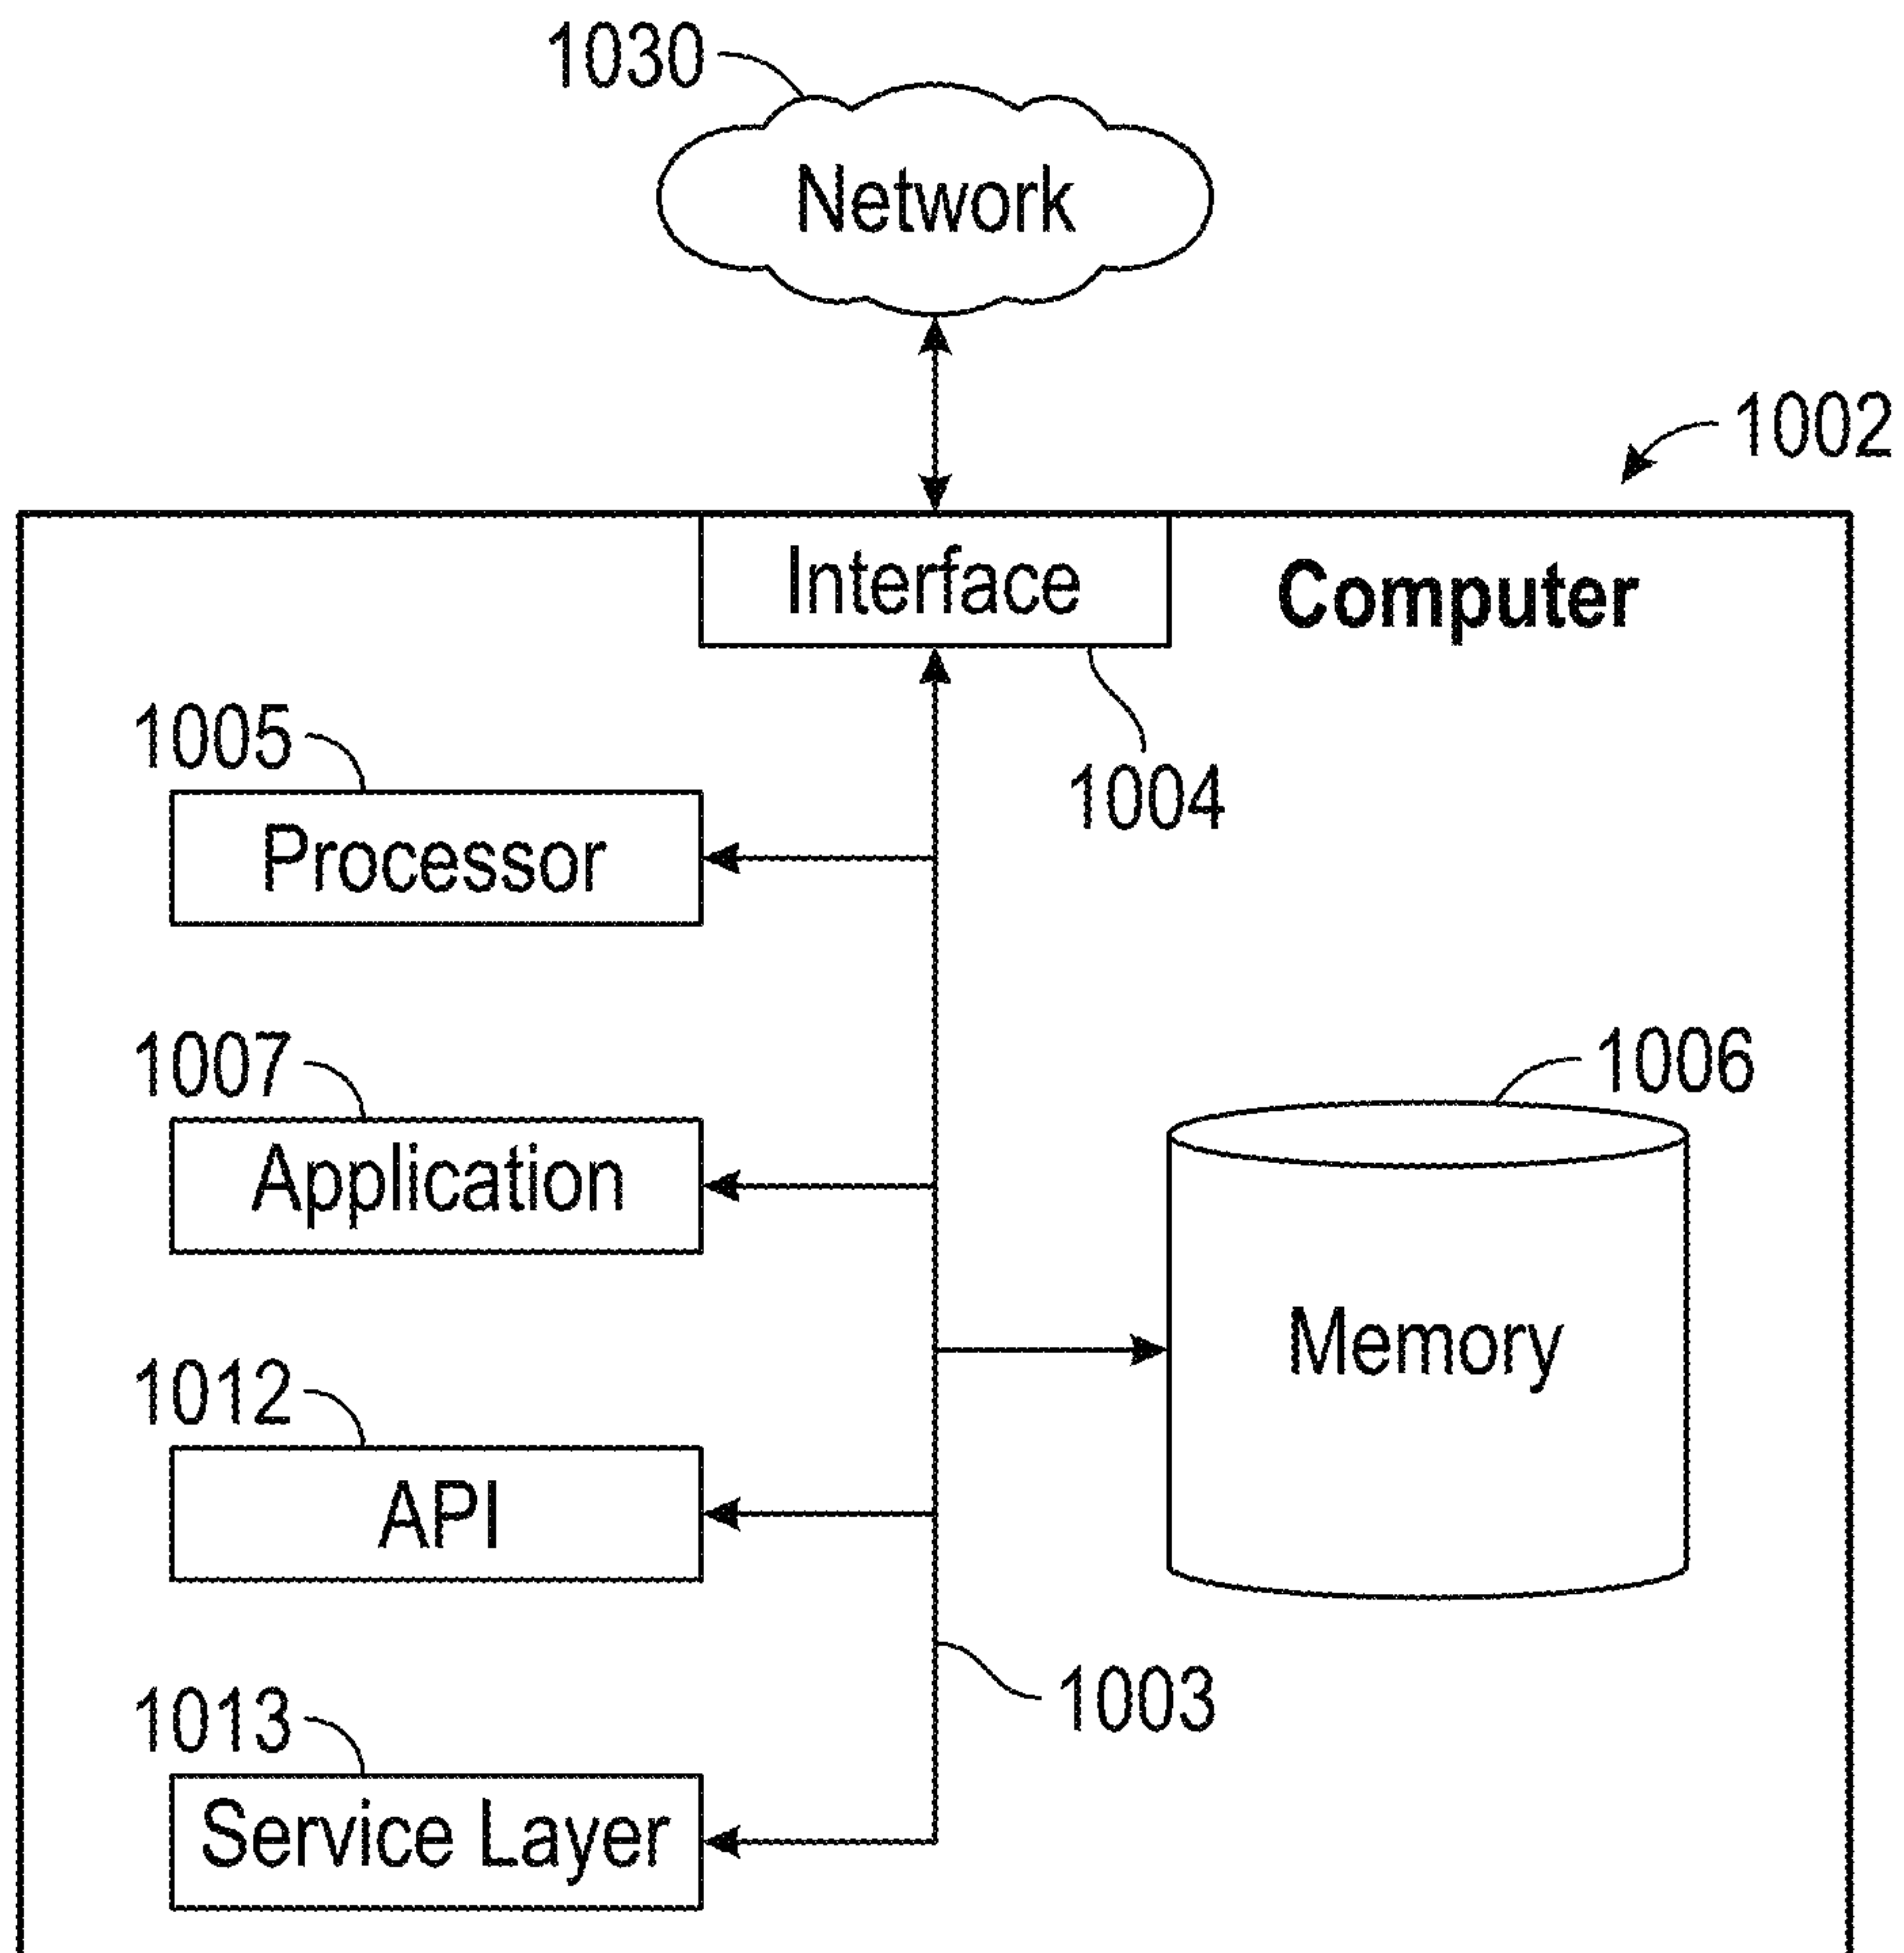 1030
Network
1002
Interface
Computer
1005
1004
Processor
1007
1006
Application
Memory
1012
API
1003
1013
Service Layer